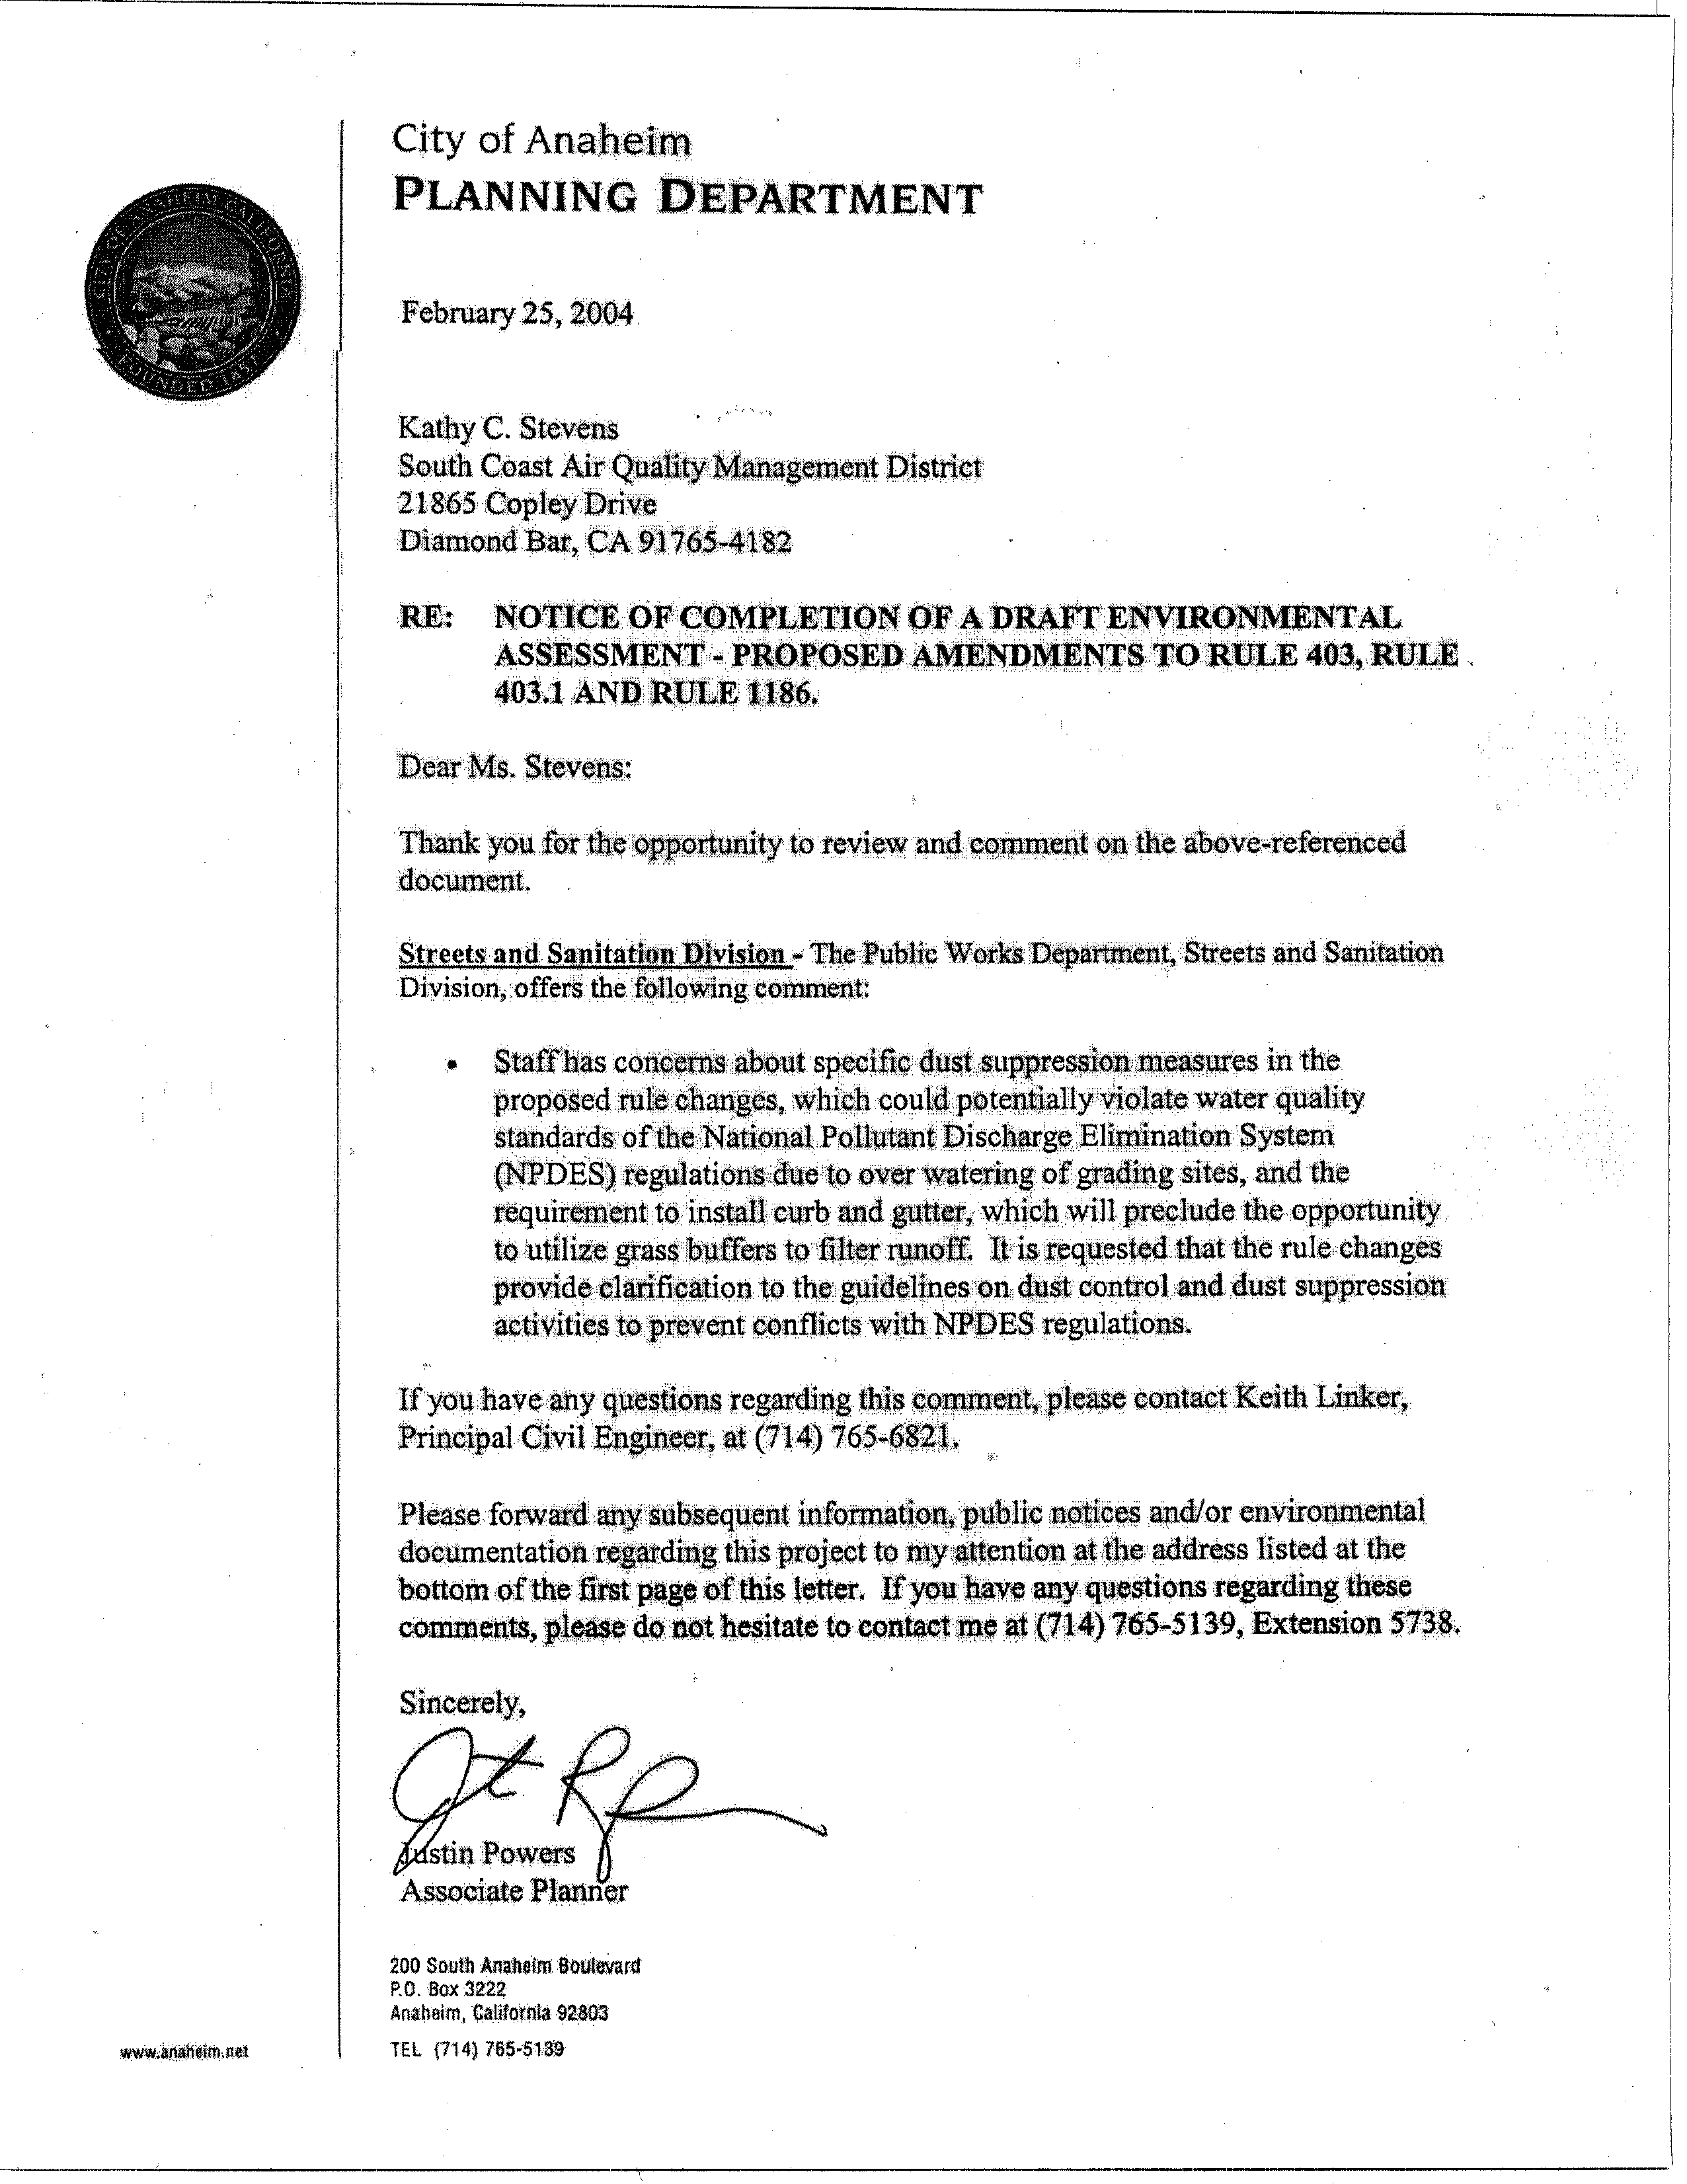 City of Anaheim
PLANNING DEPARTMENT
CITY OF ANAHEIM CALIFORNIA
FOUNDED 1857
February 25, 2004
Kathy C. Stevens
South Coast Air Quality Management District
21865 Copley Drive
Diamond Bar, CA 91765-4182
RE: NOTICE OF COMPLETION OF A DRAFT ENVIRONMENTAL
ASSESSMENT - PROPOSED AMENDMENTS TO RULE 403, RULE
403.1 AND RULE 1186.
Dear Ms. Stevens:
Thank you for the opportunity to review and comment on the above-referenced
document.
Streets and Sanitation Division - The Public Works Department, Streets and Sanitation
Division, offers the following comment:
• Staff has concerns about specific dust suppression measures in the
proposed rule changes, which could potentially violate water quality
standards of the National Pollutant Discharge Elimination System
(NPDES) regulations due to over watering of grading sites, and the
requirement to install curb and gutter, which will preclude the opportunity
to utilize grass buffers to filter runoff. It is requested that the rule changes
provide clarification to the guidelines on dust control and dust suppression
activities to prevent conflicts with NPDES regulations.
If you have any questions regarding this comment, please contact Keith Linker,
Principal Civil Engineer, at (714) 765-6821.
Please forward any subsequent information, public notices and/or environmental
documentation regarding this project to my attention at the address listed at the
bottom of the first page of this letter. If you have any questions regarding these
comments, please do not hesitate to contact me at (714) 765-5139, Extension 5738.
Sincerely,
Justin Powers
Associate Planner
200 South Anaheim Boulevard
P.O. Box 3222
Anaheim, California 92803
TEL (714) 765-5139
www.anaheim.net